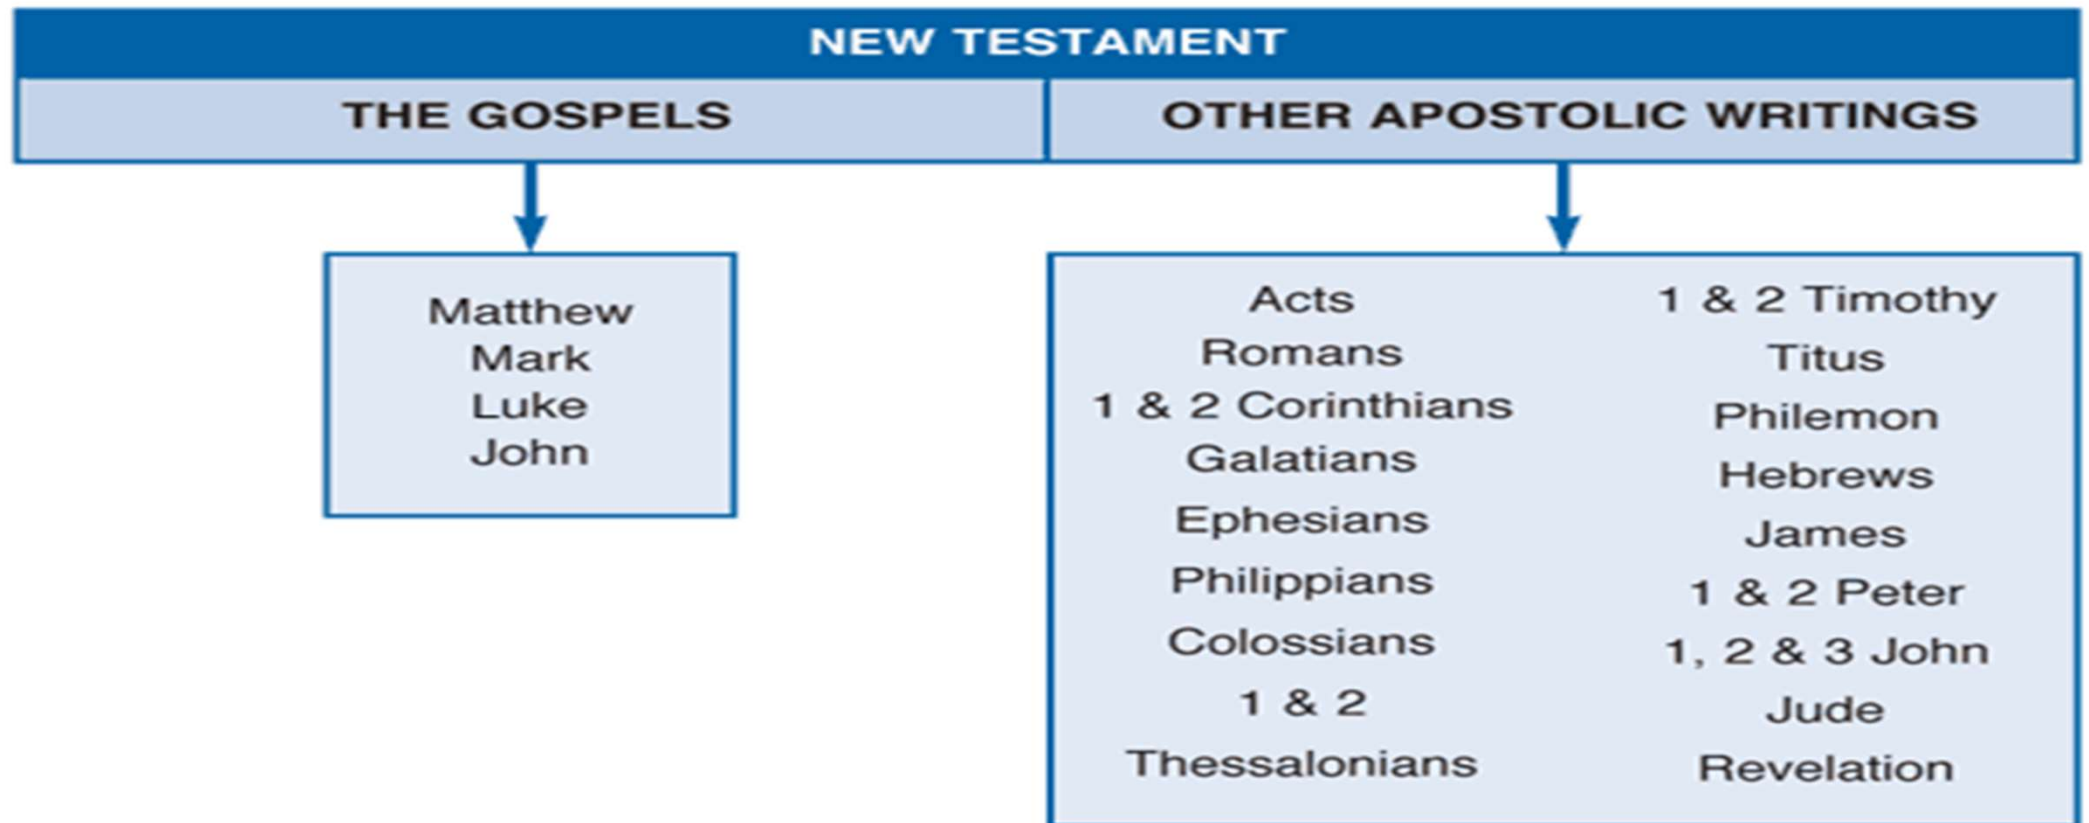 NEW TESTAMENT
THE GOSPELS
OTHER APOSTOLIC WRITINGS
Matthew
Mark
Luke
John
Acts
Romans
1 & 2 Corinthians
Galatians
Ephesians
Philippians
Colossians
1 & 2
Thessalonians
1 & 2 Timothy
Titus
Philemon
Hebrews
James
1 & 2 Peter
1, 2 & 3 John
Jude
Revelation